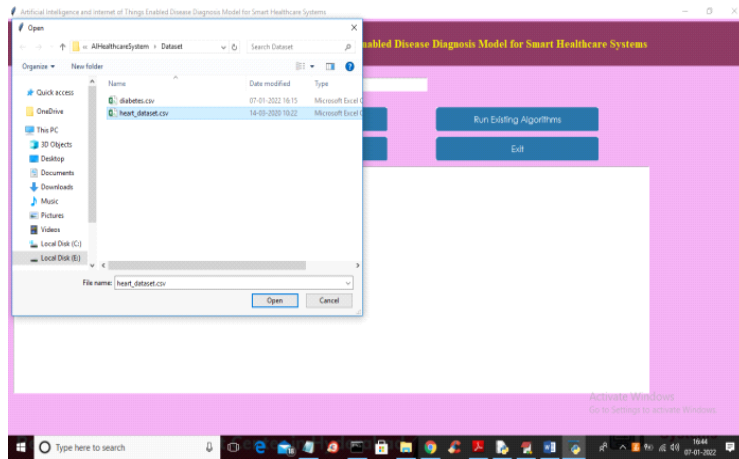 Artificial Intelligence and Internet of Things Enabled Disease Diagnosis Model for Smart Healthcare Systems
Open
AIHealthcareSystem > Dataset
Search Dataset
Organize
New folder
Name
Date modified
Type
diabetes.csv
07-01-2022 16:15
Microsoft Excel C
heart_dataset.csv
14-03-2020 10:22
Microsoft Excel C
Quick access
OneDrive
This PC
3D Objects
Desktop
Documents
Downloads
Music
Pictures
Videos
Local Disk (C:)
Local Disk (E:)
File name:
heart_dataset.csv
Open
Cancel
nabled Disease Diagnosis Model for Smart Healthcare Systems
Run Existing Algorithms
Exit
Activate Windows
Go to Settings to activate Windows.
Type here to search
16:44
07-01-2022